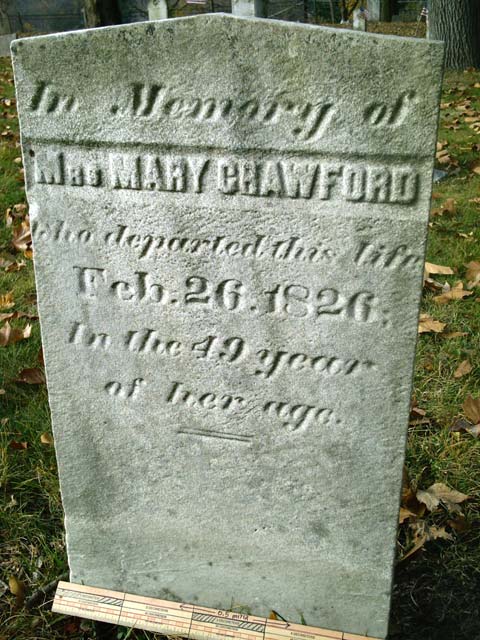 In Memory of
Mrs MARY CRAWFORD
who departed this life
Feb. 26. 1826.
In the 49 year
of her age.